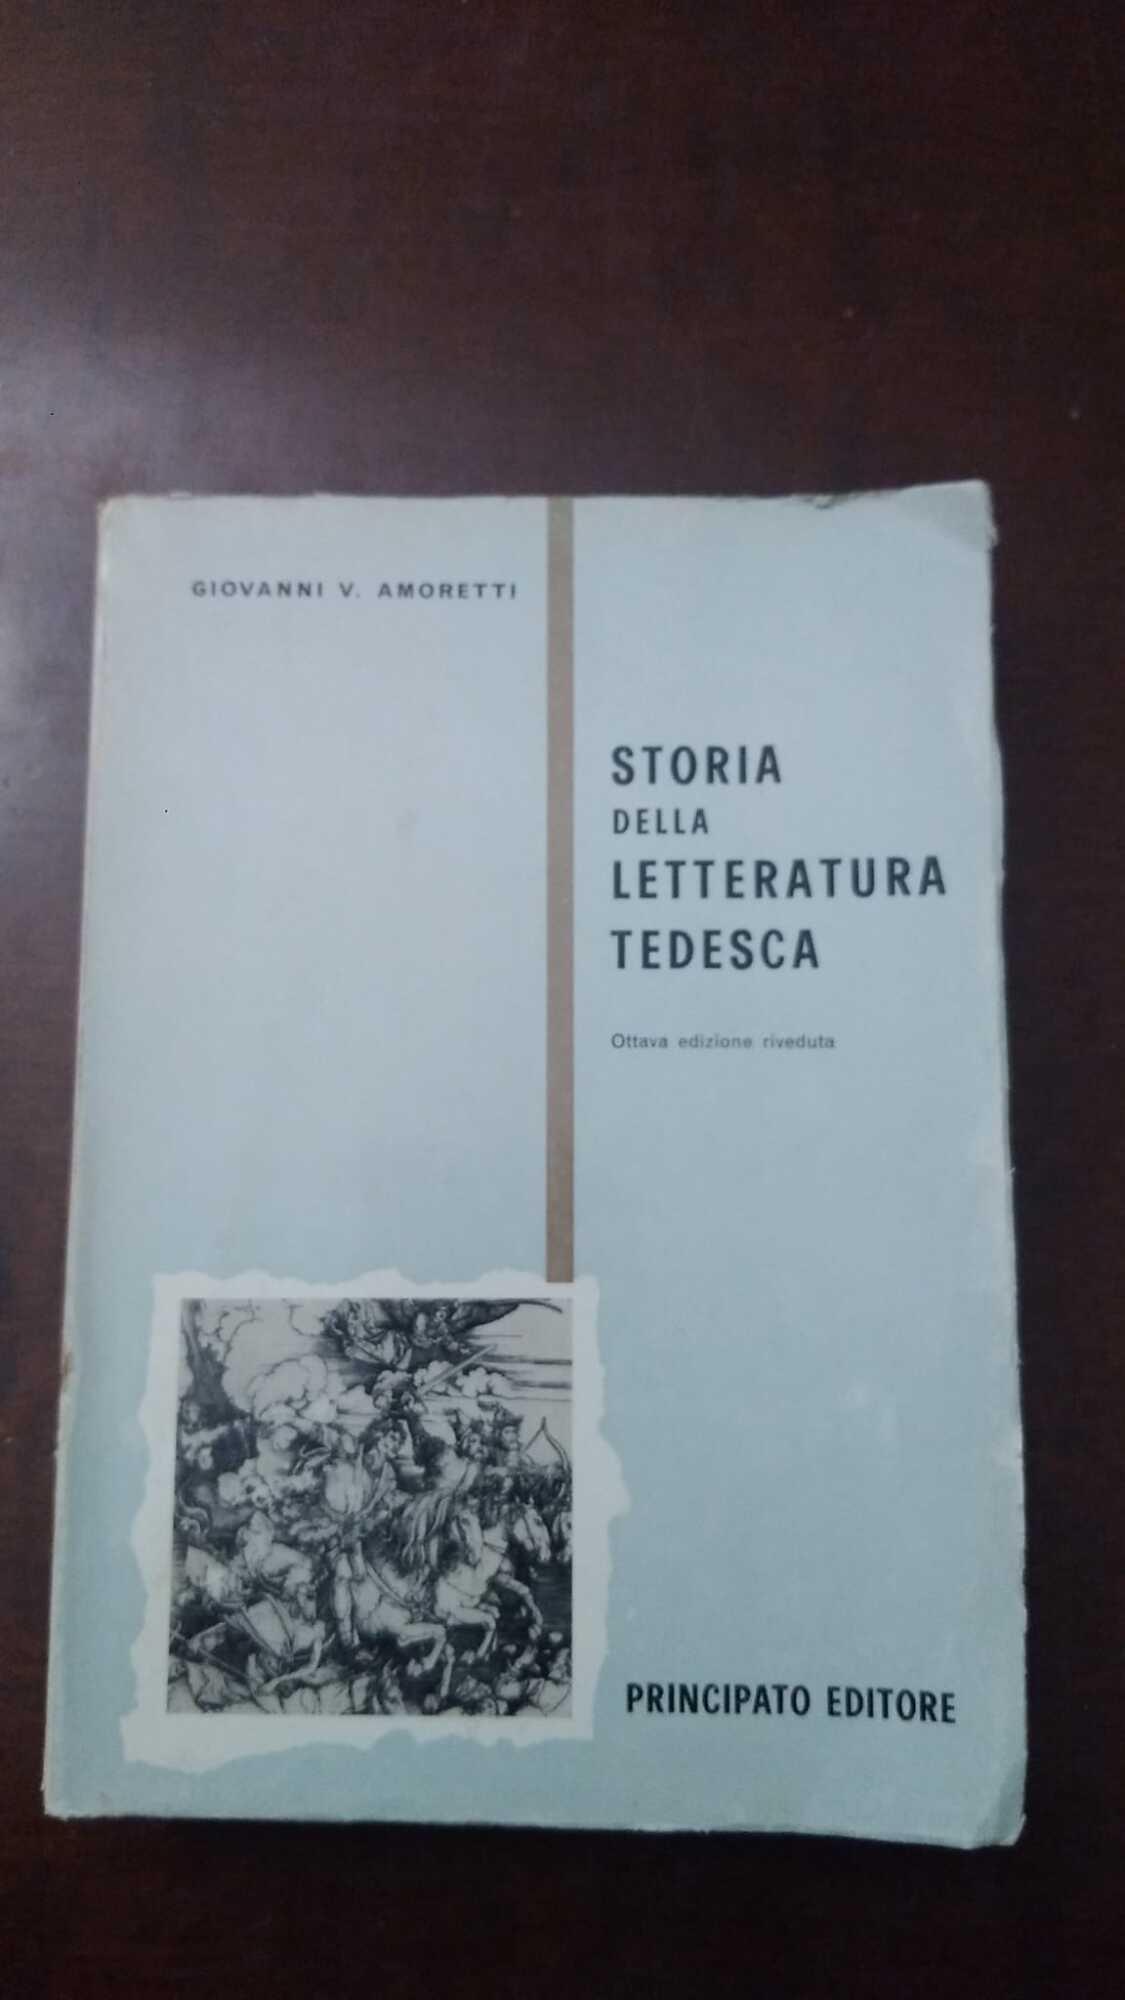 GIOVANNI V. AMORETTI
STORIA
DELLA
LETTERATURA
TEDESCA
Ottava edizione riveduta
PRINCIPATO EDITORE